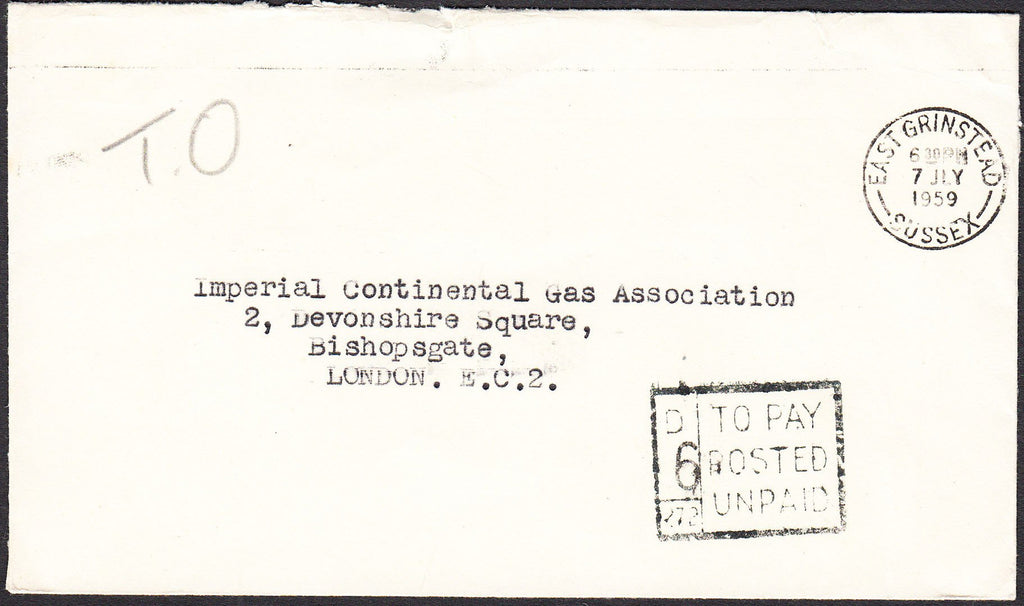 T.O
EAST GRINSTEAD
6 30 PM
7 JLY
1959
SUSSEX
Imperial Continental Gas Association
2, Devonshire Square,
Bishopsgate,
LONDON. E.C.2.
D TO PAY
6 POSTED
UNPAID